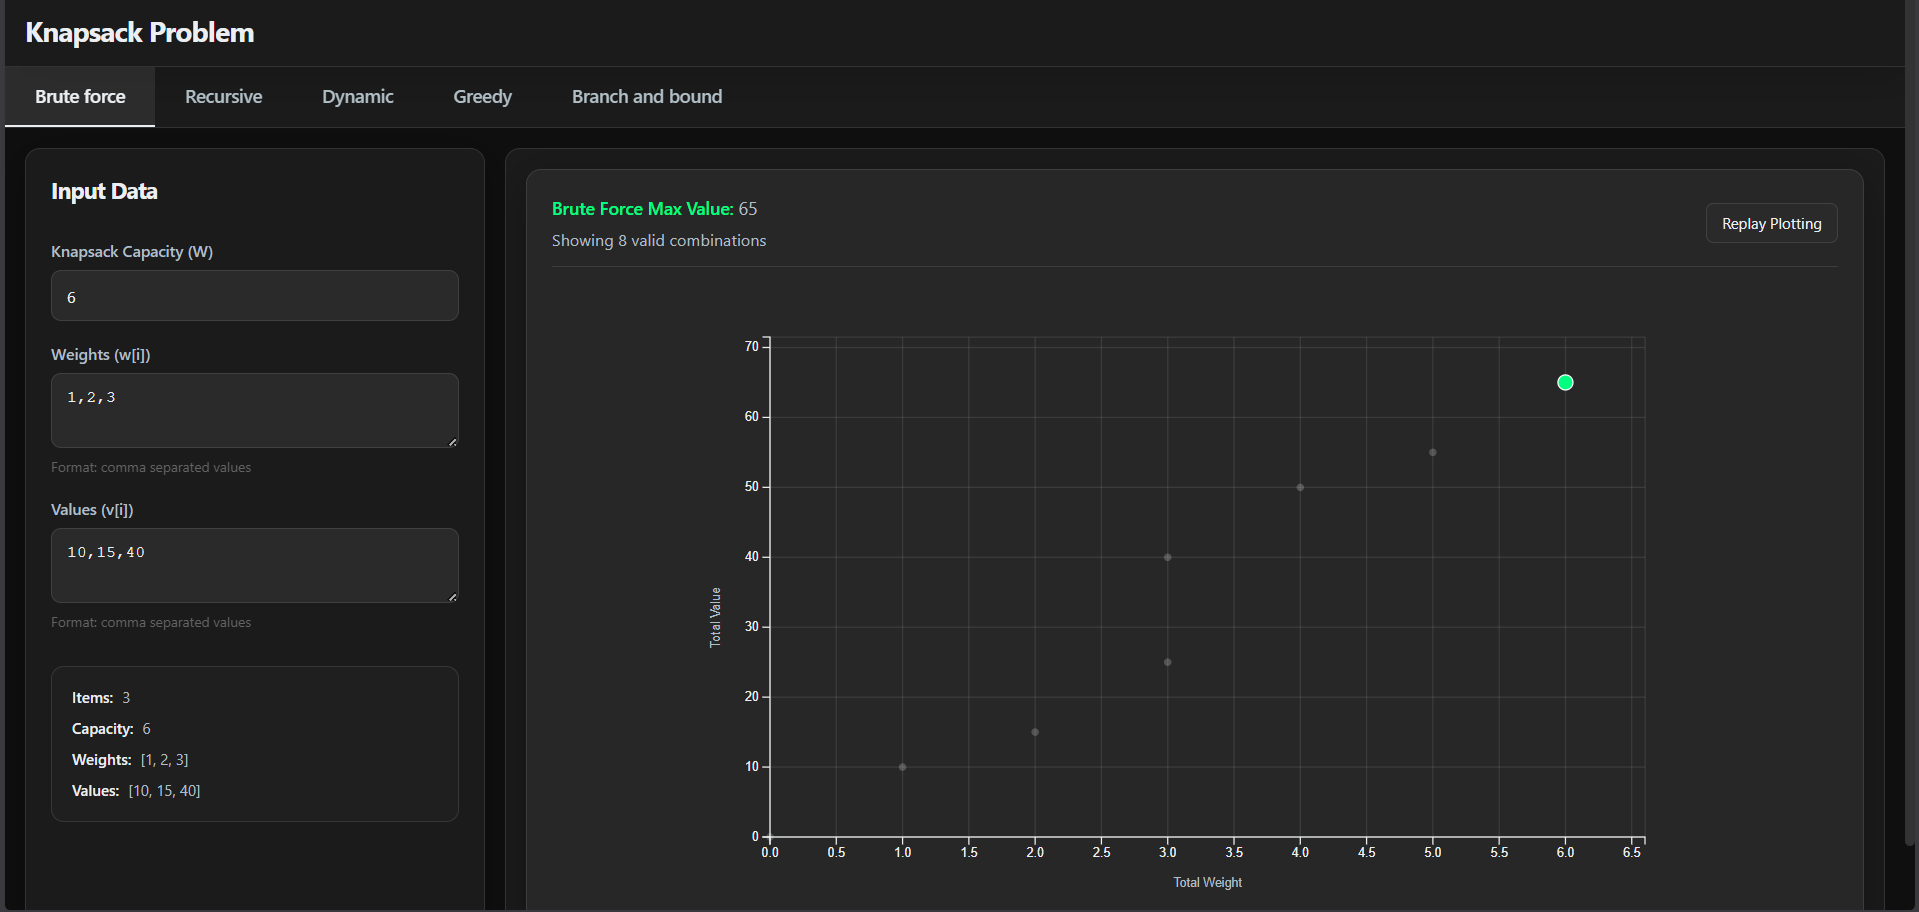 Knapsack Problem
Brute force Recursive Dynamic Greedy Branch and bound
Input Data
Knapsack Capacity (W)
6
Weights (w[i])
1,2,3
Format: comma separated values
Values (v[i])
10,15,40
Format: comma separated values
Items: 3
Capacity: 6
Weights: [1, 2, 3]
Values: [10, 15, 40]
Brute Force Max Value: 65
Showing 8 valid combinations
Replay Plotting
70
60
50
40
30
20
10
0
Total Value
0.0 0.5 1.0 1.5 2.0 2.5 3.0 3.5 4.0 4.5 5.0 5.5 6.0 6.5
Total Weight